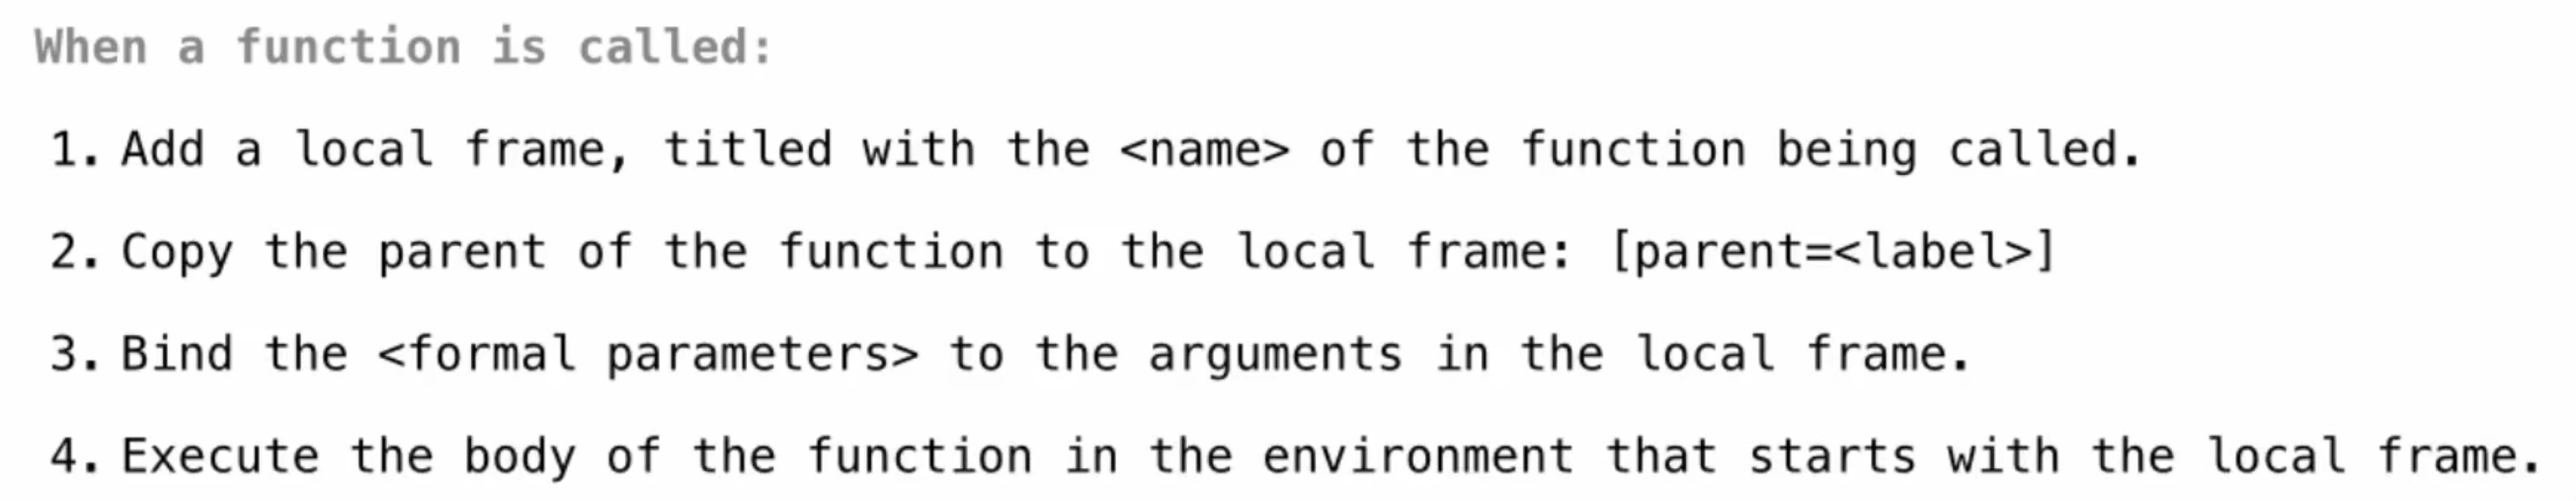 When a function is called:
1. Add a local frame, titled with the <name> of the function being called.
2. Copy the parent of the function to the local frame: [parent=<label>]
3. Bind the <formal parameters> to the arguments in the local frame.
4. Execute the body of the function in the environment that starts with the local frame.